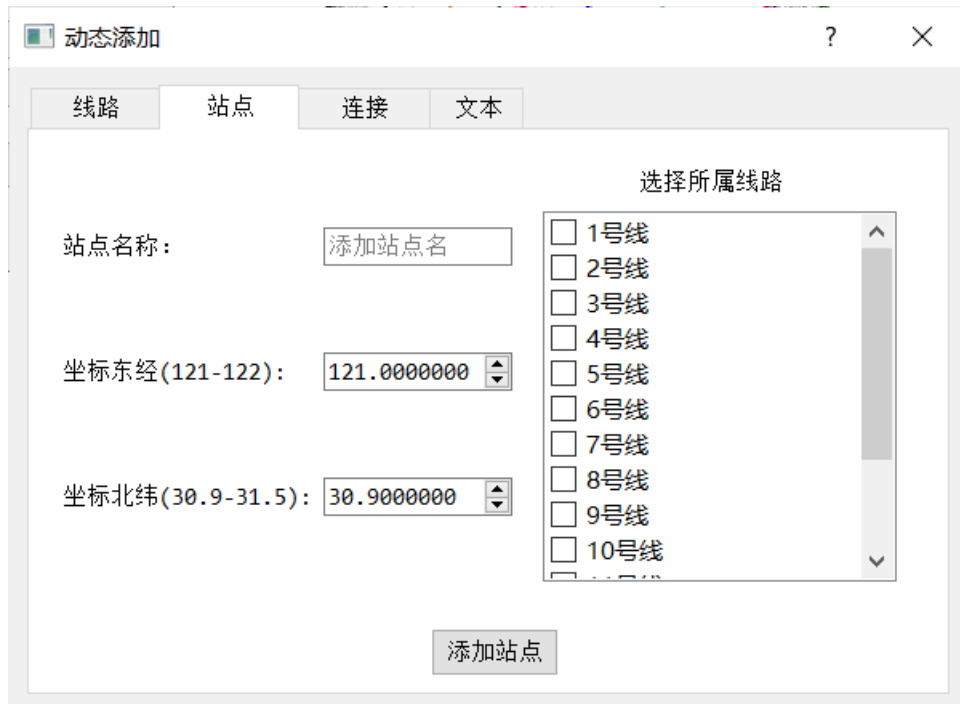 动态添加
?
线路 站点 连接 文本
选择所属线路
站点名称:
添加站点名
坐标东经(121-122):
121.0000000
坐标北纬(30.9-31.5):
30.9000000
1号线
2号线
3号线
4号线
5号线
6号线
7号线
8号线
9号线
10号线
添加站点